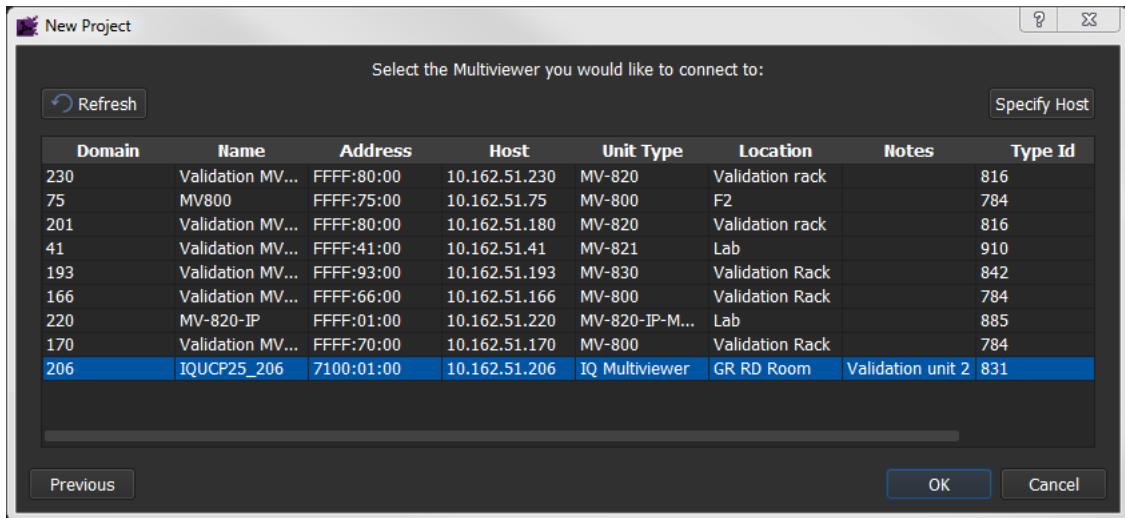 New Project
Select the Multiviewer you would like to connect to:
Refresh
Specify Host
Domain Name Address Host Unit Type Location Notes Type Id
230 Validation MV... FFFF:80:00 10.162.51.230 MV-820 Validation rack 816
75 MV800 FFFF:75:00 10.162.51.75 MV-800 F2 784
201 Validation MV... FFFF:80:00 10.162.51.180 MV-820 Validation rack 816
41 Validation MV... FFFF:41:00 10.162.51.41 MV-821 Lab 910
193 Validation MV... FFFF:93:00 10.162.51.193 MV-830 Validation Rack 842
166 Validation MV... FFFF:66:00 10.162.51.166 MV-800 Validation Rack 784
220 MV-820-IP FFFF:01:00 10.162.51.220 MV-820-IP-M... Lab 885
170 Validation MV... FFFF:70:00 10.162.51.170 MV-800 Validation Rack 784
206 IQUCP25_206 7100:01:00 10.162.51.206 IQ Multiviewer GR RD Room Validation unit 2 831
Previous
OK
Cancel